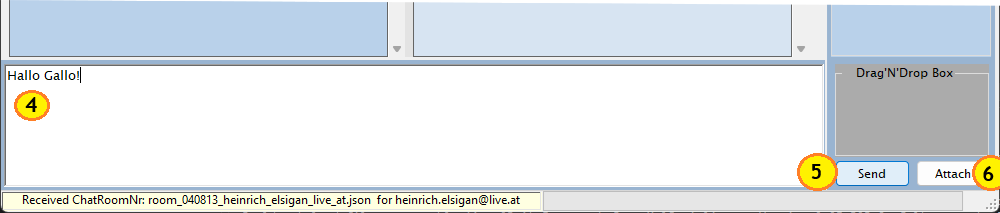 Hallo Gallo!
4
Drag'N'Drop Box
5
Send
Attach
6
Received ChatRoomNr: room_040813_heinrich_elsigan_live_at.json for heinrich.elsigan@live.at